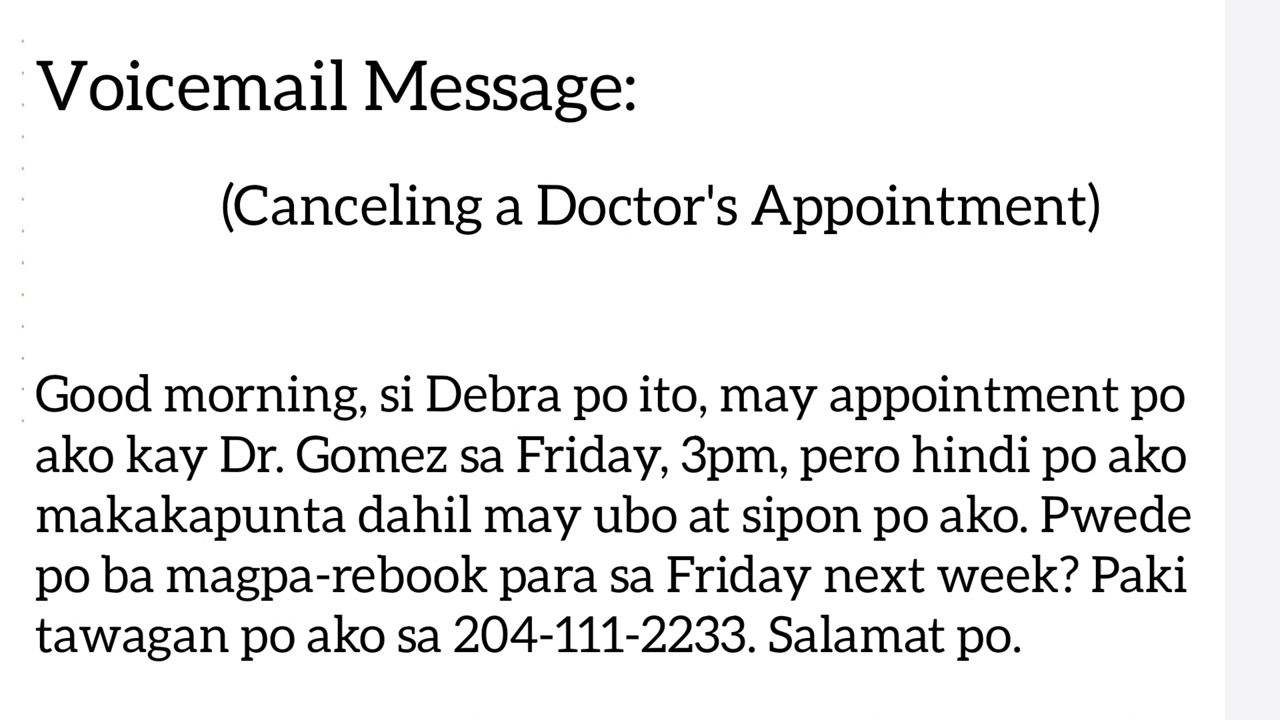 Voicemail Message:
(Canceling a Doctor's Appointment)
Good morning, si Debra po ito, may appointment po
ako kay Dr. Gomez sa Friday, 3pm, pero hindi po ako
makakapunta dahil may ubo at sipon po ako. Pwede
po ba magpa-rebook para sa Friday next week? Paki
tawagan po ako sa 204-111-2233. Salamat po.